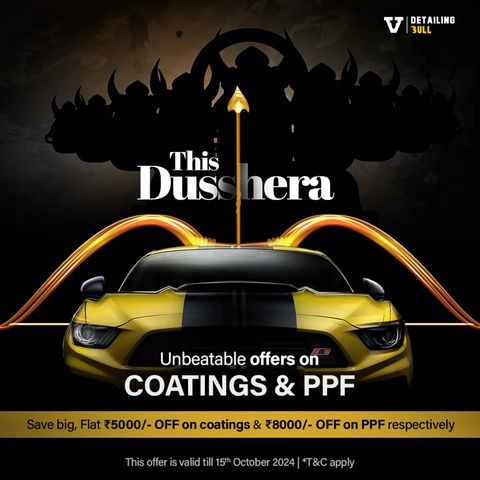 DETAILING
BULL
This
Dusshera
Unbeatable offers on
COATINGS & PPF
Save big, Flat ₹5000/- OFF on coatings & ₹8000/- OFF on PPF respectively
This offer is valid till 15th October 2024 | *T&C apply